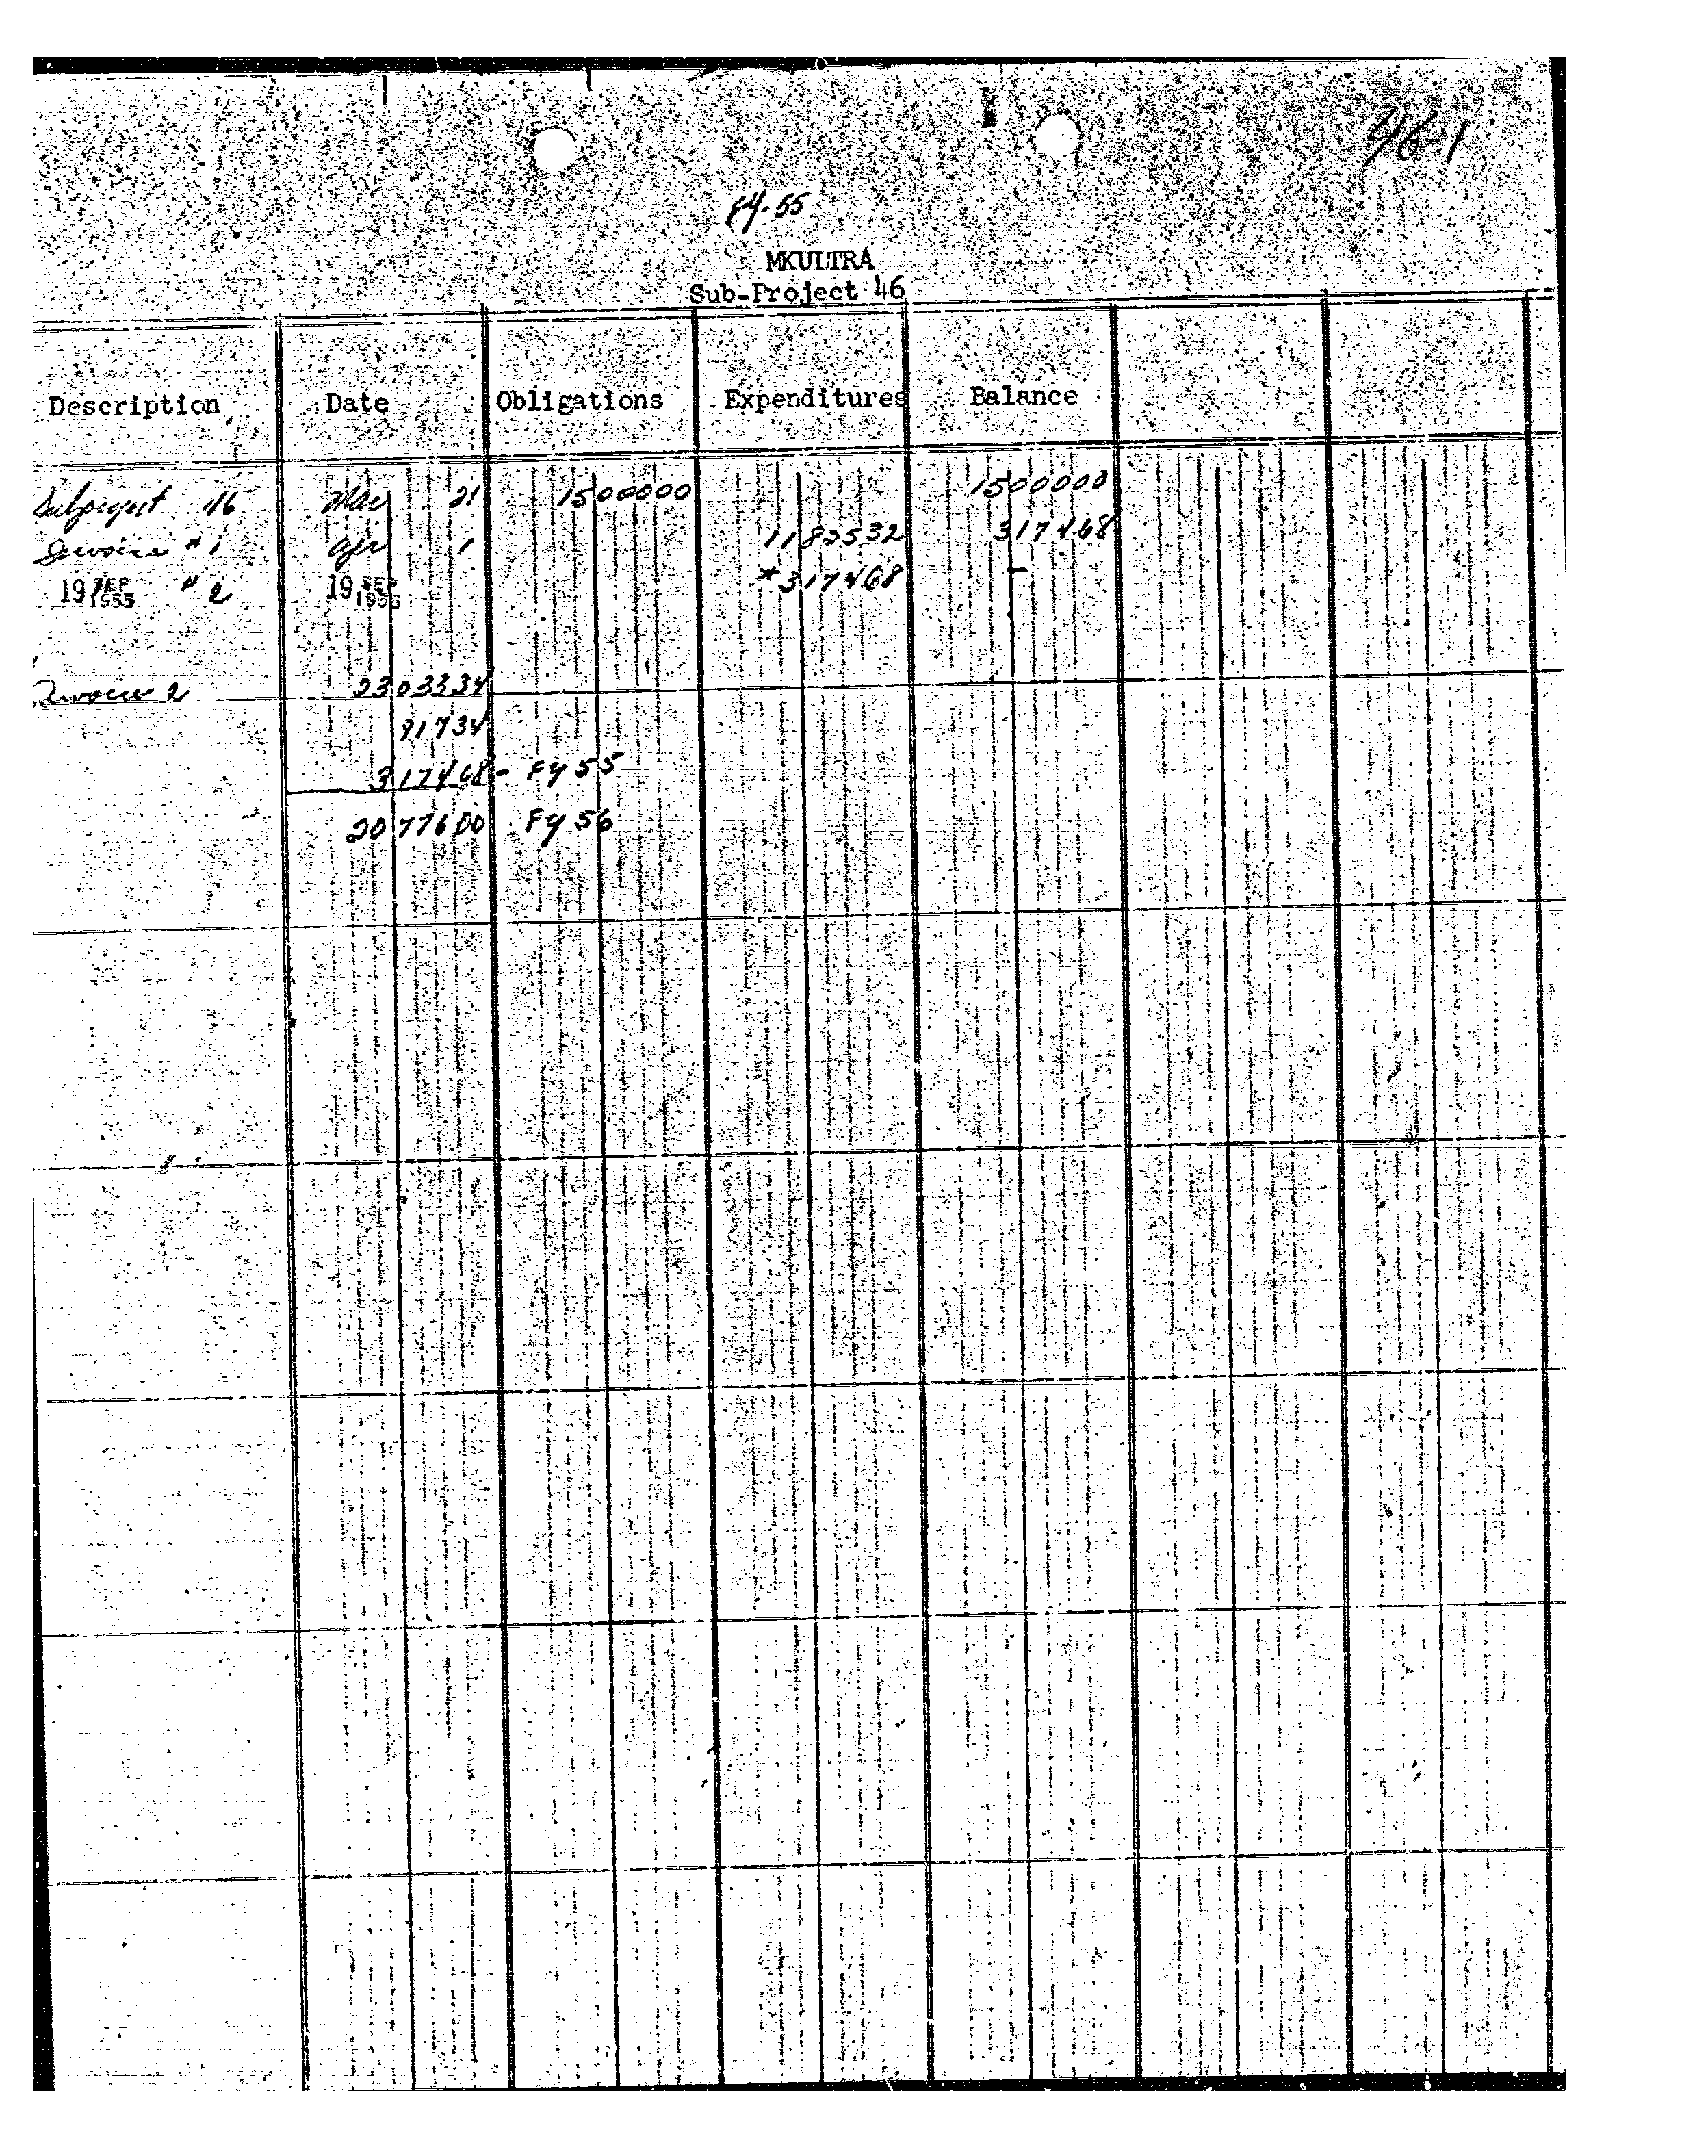 46-1
FY-55
MKULTRA
Sub-Project 46
Description Date Obligations Expenditures Balance
Subproject 46 Mar 21 1500000 1500000
Invoice #1 Apr 1 1182532 317468
19 SEP 1955 " 2 19 SEP 1955 *317468 –
Invoice 2 2303334
91734
317468 - FY 55
2077600 FY 56